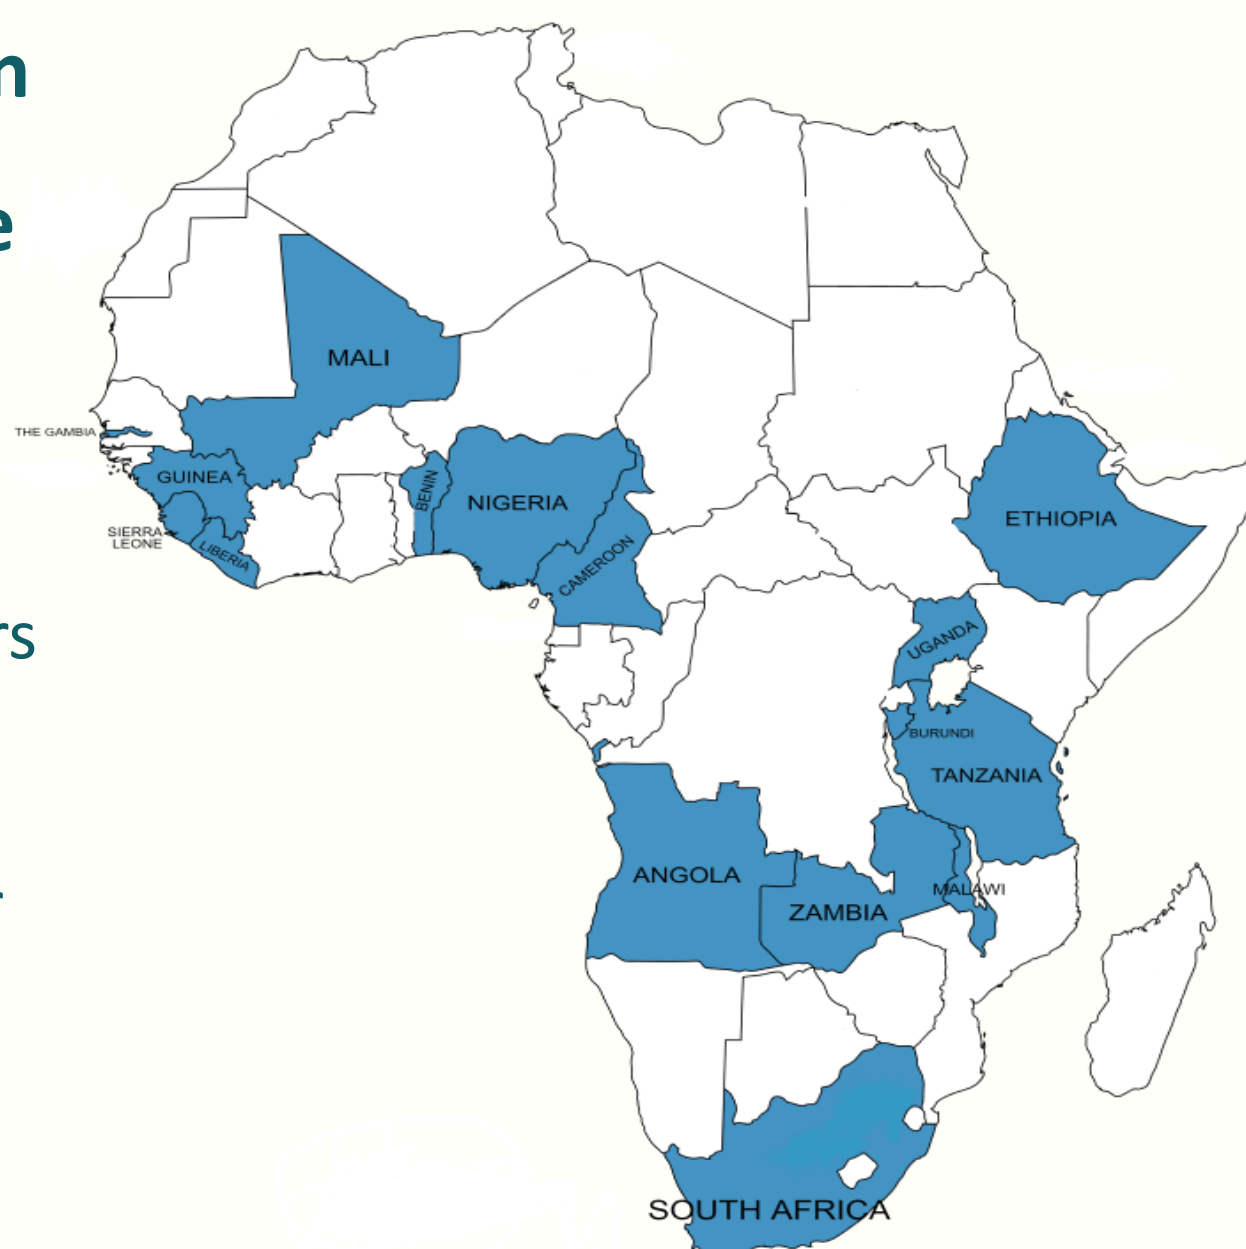 n
e
rs
MALI
THE GAMBIA
GUINEA
BENIN
NIGERIA
SIERRA
LEONE
LIBERIA
CAMEROON
ETHIOPIA
UGANDA
BURUNDI
TANZANIA
ANGOLA
MALAWI
ZAMBIA
SOUTH AFRICA